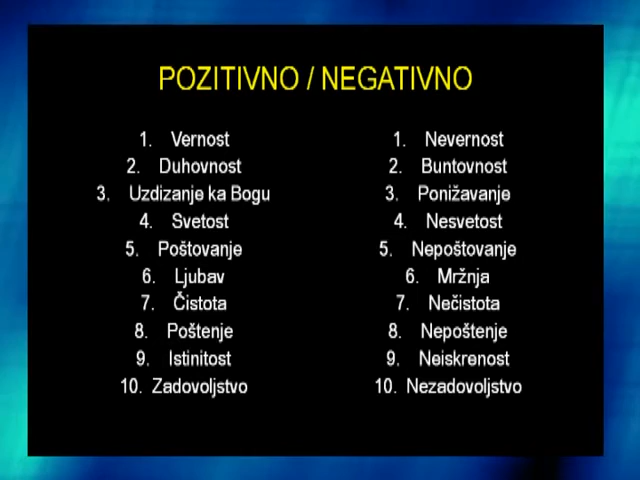 POZITIVNO / NEGATIVNO
1. Vernost
2. Duhovnost
3. Uzdizanje ka Bogu
4. Svetost
5. Poštovanje
6. Ljubav
7. Čistota
8. Poštenje
9. Istinitost
10. Zadovoljstvo
1. Nevernost
2. Buntovnost
3. Ponižavanje
4. Nesvetost
5. Nepoštovanje
6. Mržnja
7. Nečistota
8. Nepoštenje
9. Neiskrenost
10. Nezadovoljstvo